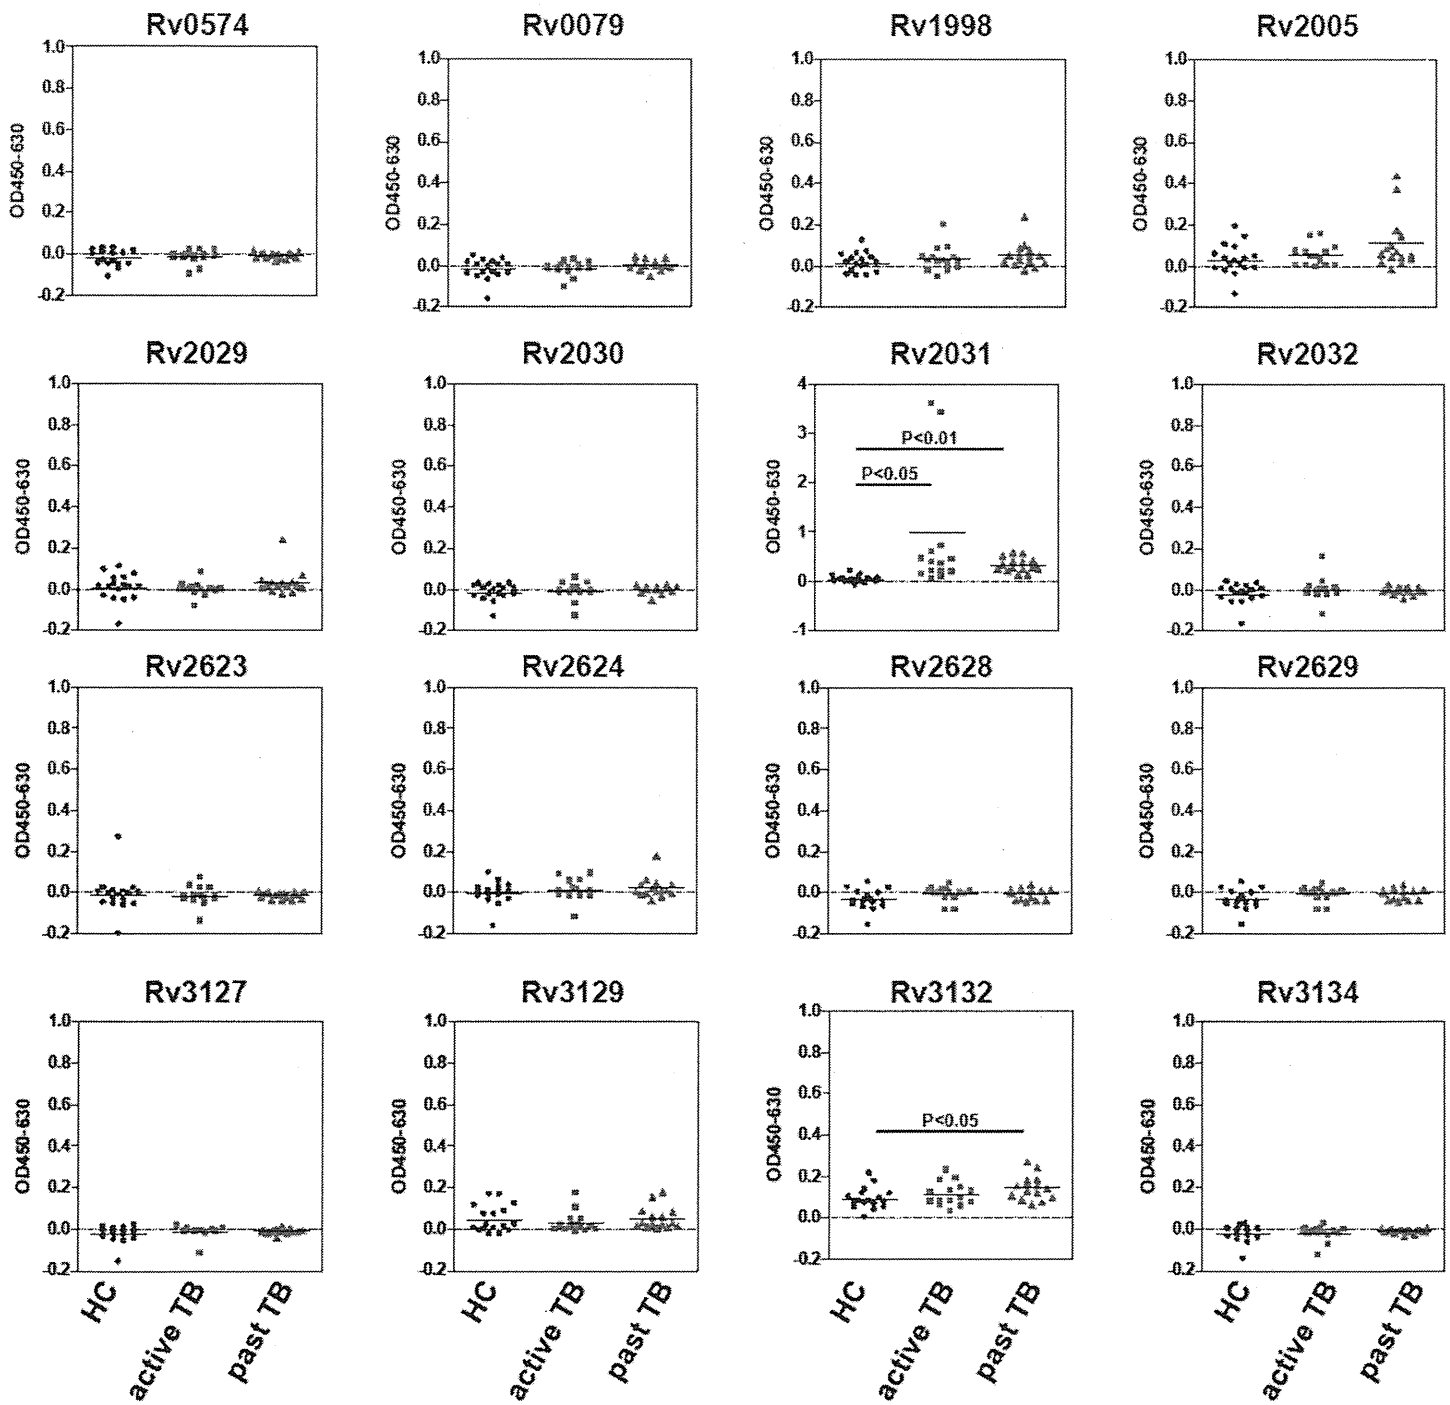 Rv0574 Rv0079 Rv1998 Rv2005
1.0 1.0 1.0 1.0
0.8 0.8 0.8 0.8
0.6 0.6 0.6 0.6
0.4 0.4 0.4 0.4
0.2 0.2 0.2 0.2
0.0 0.0 0.0 0.0
-0.2 -0.2 -0.2 -0.2
OD450-630 OD450-630 OD450-630 OD450-630
Rv2029 Rv2030 Rv2031 Rv2032
1.0 1.0 4 1.0
0.8 0.8 3 0.8
0.6 0.6 2 0.6
0.4 0.4 1 0.4
0.2 0.2 0 0.2
0.0 0.0 -1 0.0
-0.2 -0.2 -0.2
P<0.01
P<0.05
OD450-630 OD450-630 OD450-630 OD450-630
Rv2623 Rv2624 Rv2628 Rv2629
1.0 1.0 1.0 1.0
0.8 0.8 0.8 0.8
0.6 0.6 0.6 0.6
0.4 0.4 0.4 0.4
0.2 0.2 0.2 0.2
0.0 0.0 0.0 0.0
-0.2 -0.2 -0.2 -0.2
OD450-630 OD450-630 OD450-630 OD450-630
Rv3127 Rv3129 Rv3132 Rv3134
1.0 1.0 1.0 1.0
0.8 0.8 0.8 0.8
0.6 0.6 0.6 0.6
0.4 0.4 0.4 0.4
0.2 0.2 0.2 0.2
0.0 0.0 0.0 0.0
-0.2 -0.2 -0.2 -0.2
P<0.05
OD450-630 OD450-630 OD450-630 OD450-630
HC active TB past TB HC active TB past TB HC active TB past TB HC active TB past TB